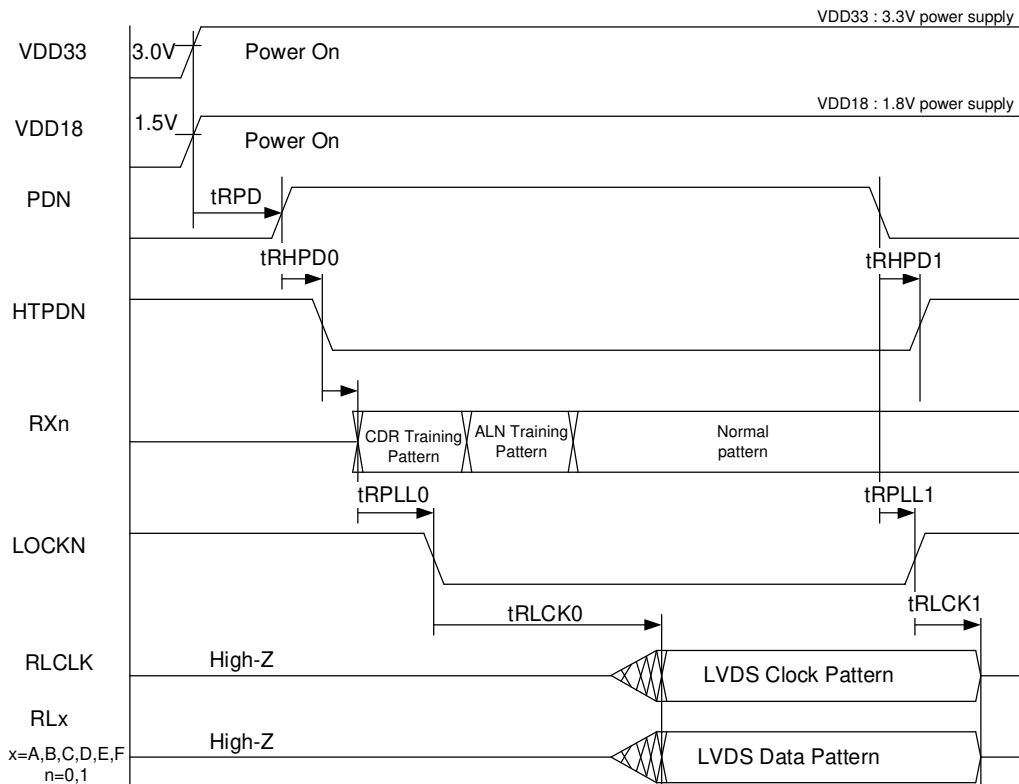 VDD33 : 3.3V power supply
VDD33
3.0V
Power On
VDD18 : 1.8V power supply
VDD18
1.5V
Power On
PDN
tRPD
tRHPD0
tRHPD1
HTPDN
RXn
CDR Training
Pattern
ALN Training
Pattern
Normal
pattern
tRPLL0
tRPLL1
LOCKN
tRLCK0
tRLCK1
RLCLK
High-Z
LVDS Clock Pattern
RLx
x=A,B,C,D,E,F
n=0,1
High-Z
LVDS Data Pattern